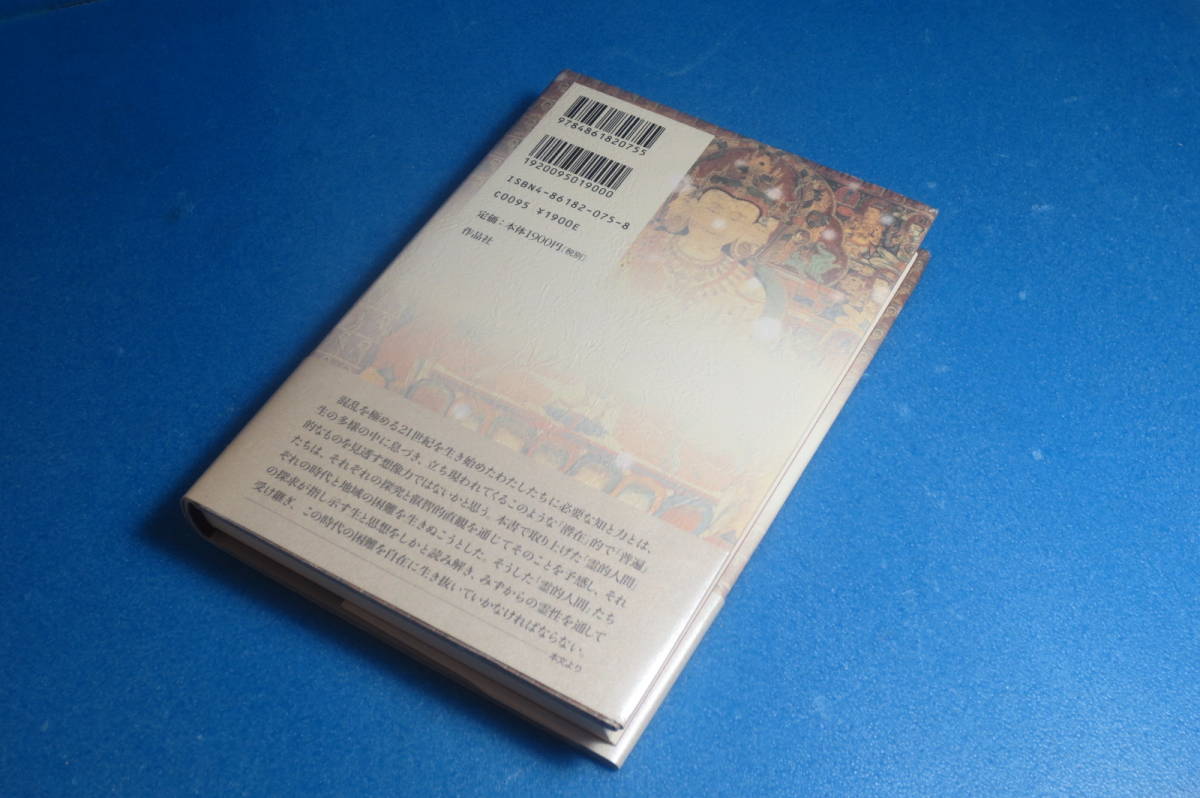 9784861820755
1920095019000
ISBN4-86182-075-8
C0095 ¥1900E
定価：本体1900円［税別］
作品社
混乱を極める21世紀を生き始めたわたしたちに必要な知と力とは、
生の多様の中に息づき、立ち現われてくるこのような「潜在」的で「普遍」
的なものを見透す想像力ではないかと思う。本書で取り上げた「霊的人間」
たちは、それぞれの探究と叡智的直観を通じてそのことを予感し、それ
ぞれの時代と地域の困難を生きぬこうとした。そうした「霊的人間」たち
の探求が指し示す生と思想をしかと読み解き、みずからの霊性を通して
受け継ぎ、この時代の困難を自在に生き抜いていかなければならない。
本文より